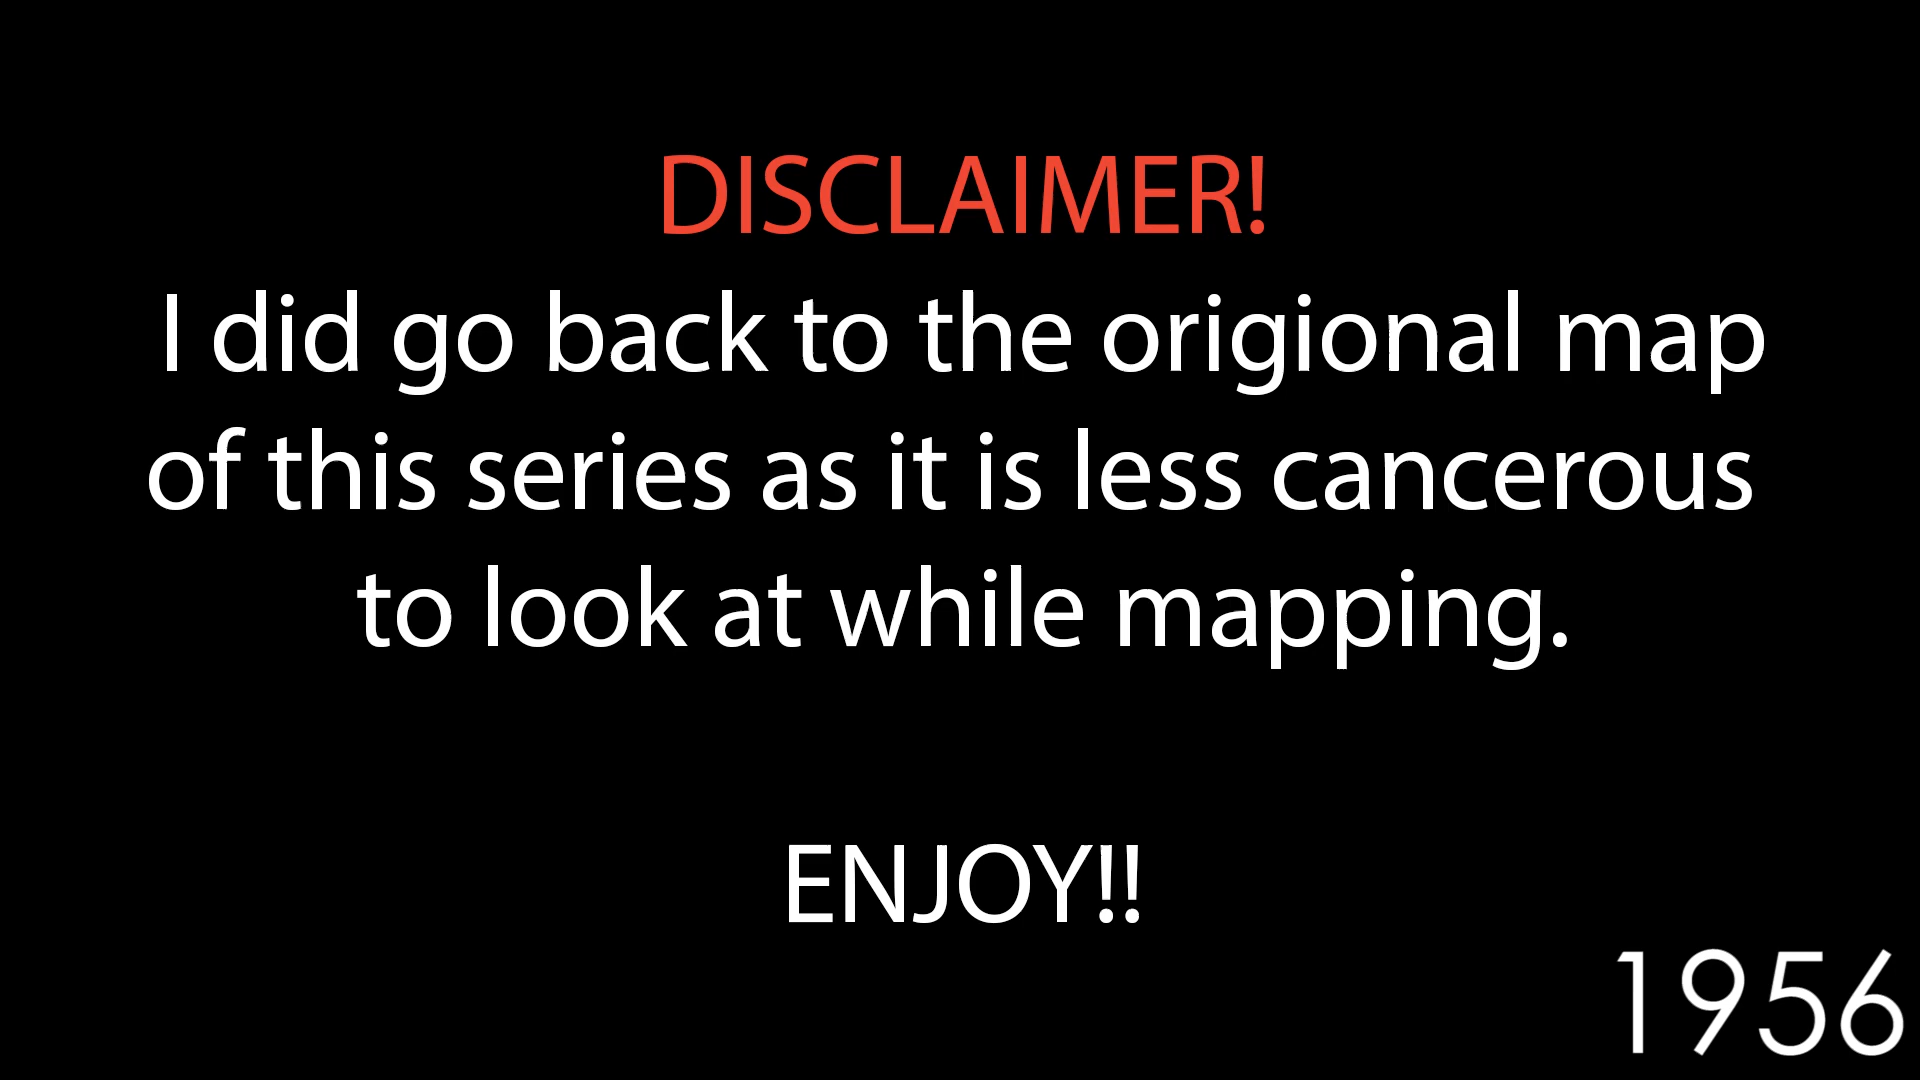 DISCLAIMER!
I did go back to the origional map
of this series as it is less cancerous
to look at while mapping.
ENJOY!!
1956